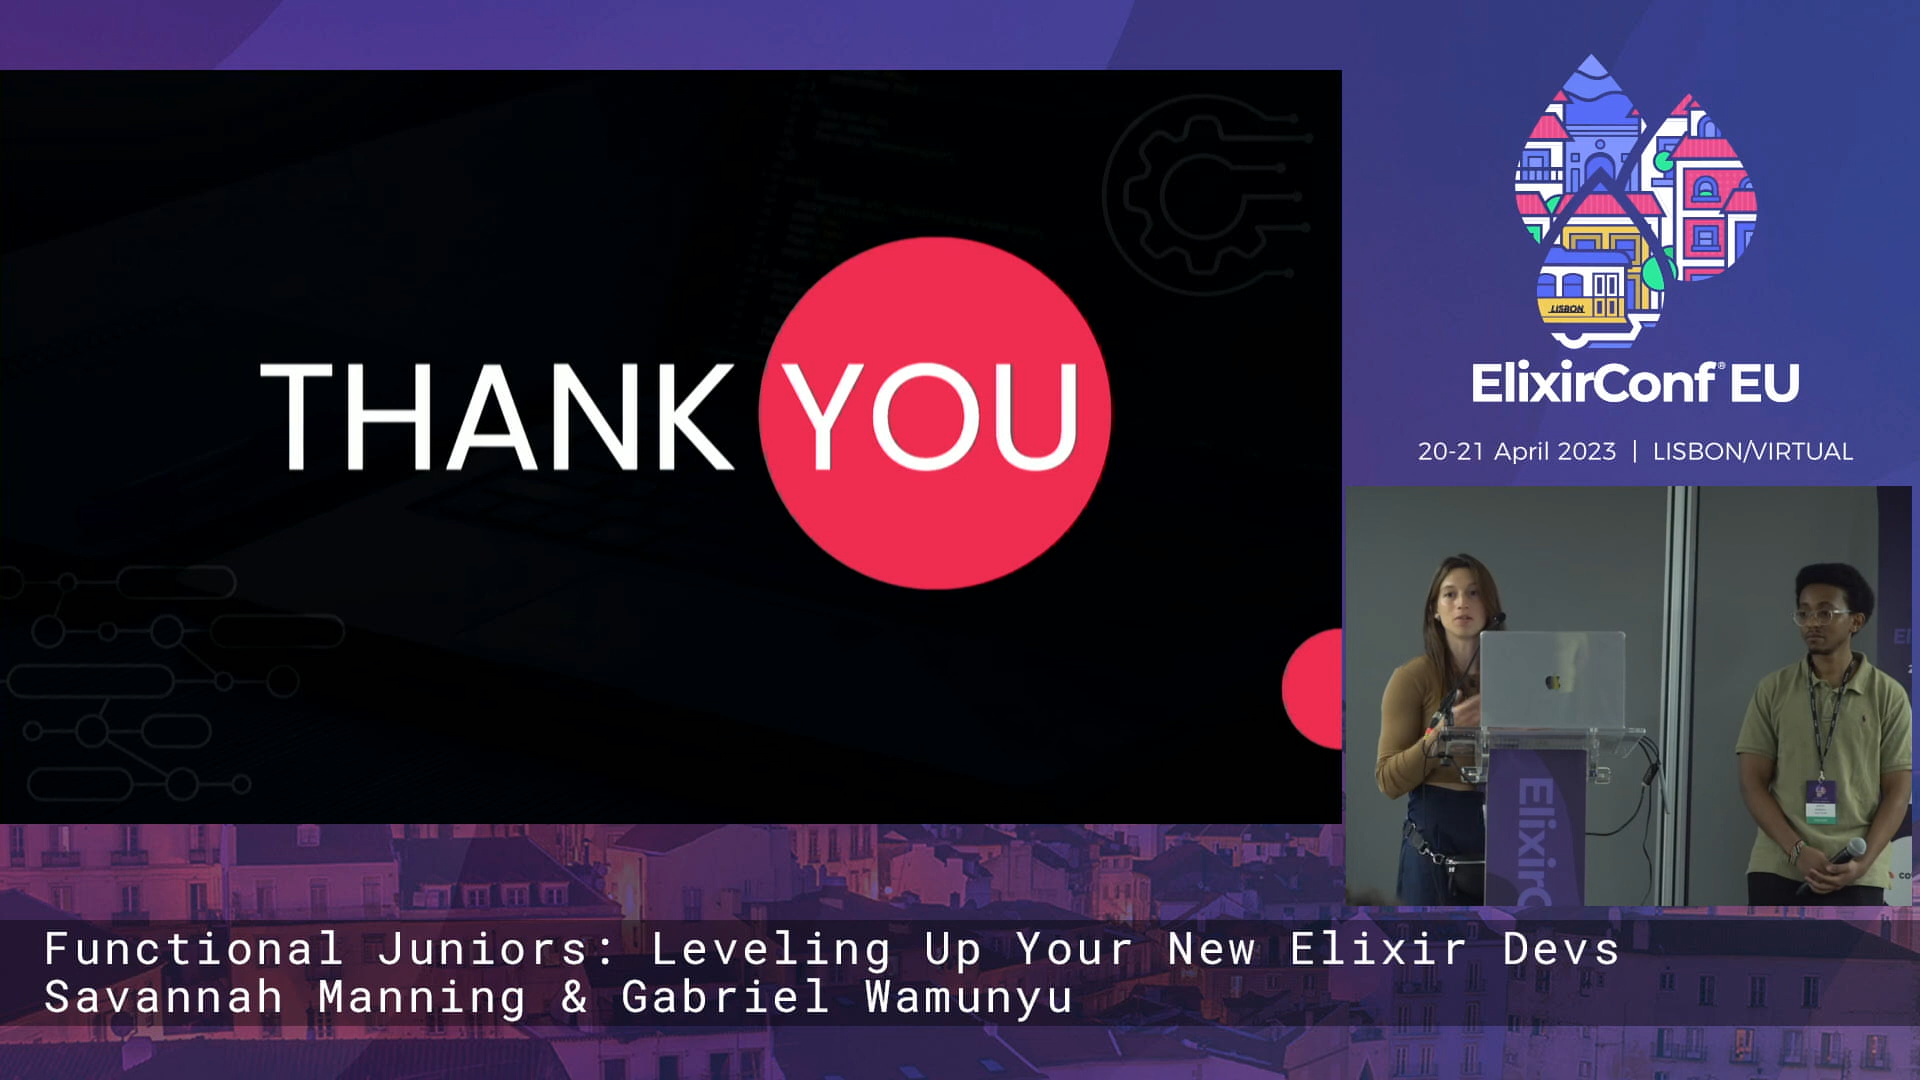 THANK YOU
LISBON
ElixirConf® EU
20-21 April 2023 | LISBON/VIRTUAL
Functional Juniors: Leveling Up Your New Elixir Devs
Savannah Manning & Gabriel Wamunyu